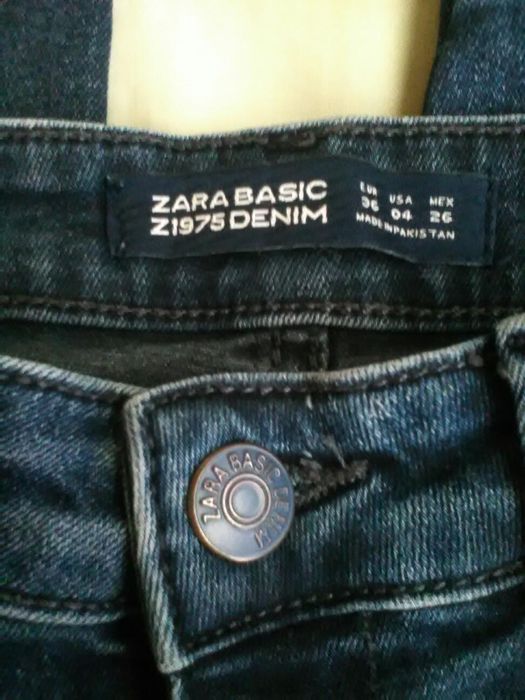 ZARA BASIC
Z1975 DENIM
EUR USA MEX
36 04 26
MADE IN PAKISTAN
ZARA BASIC DENIM